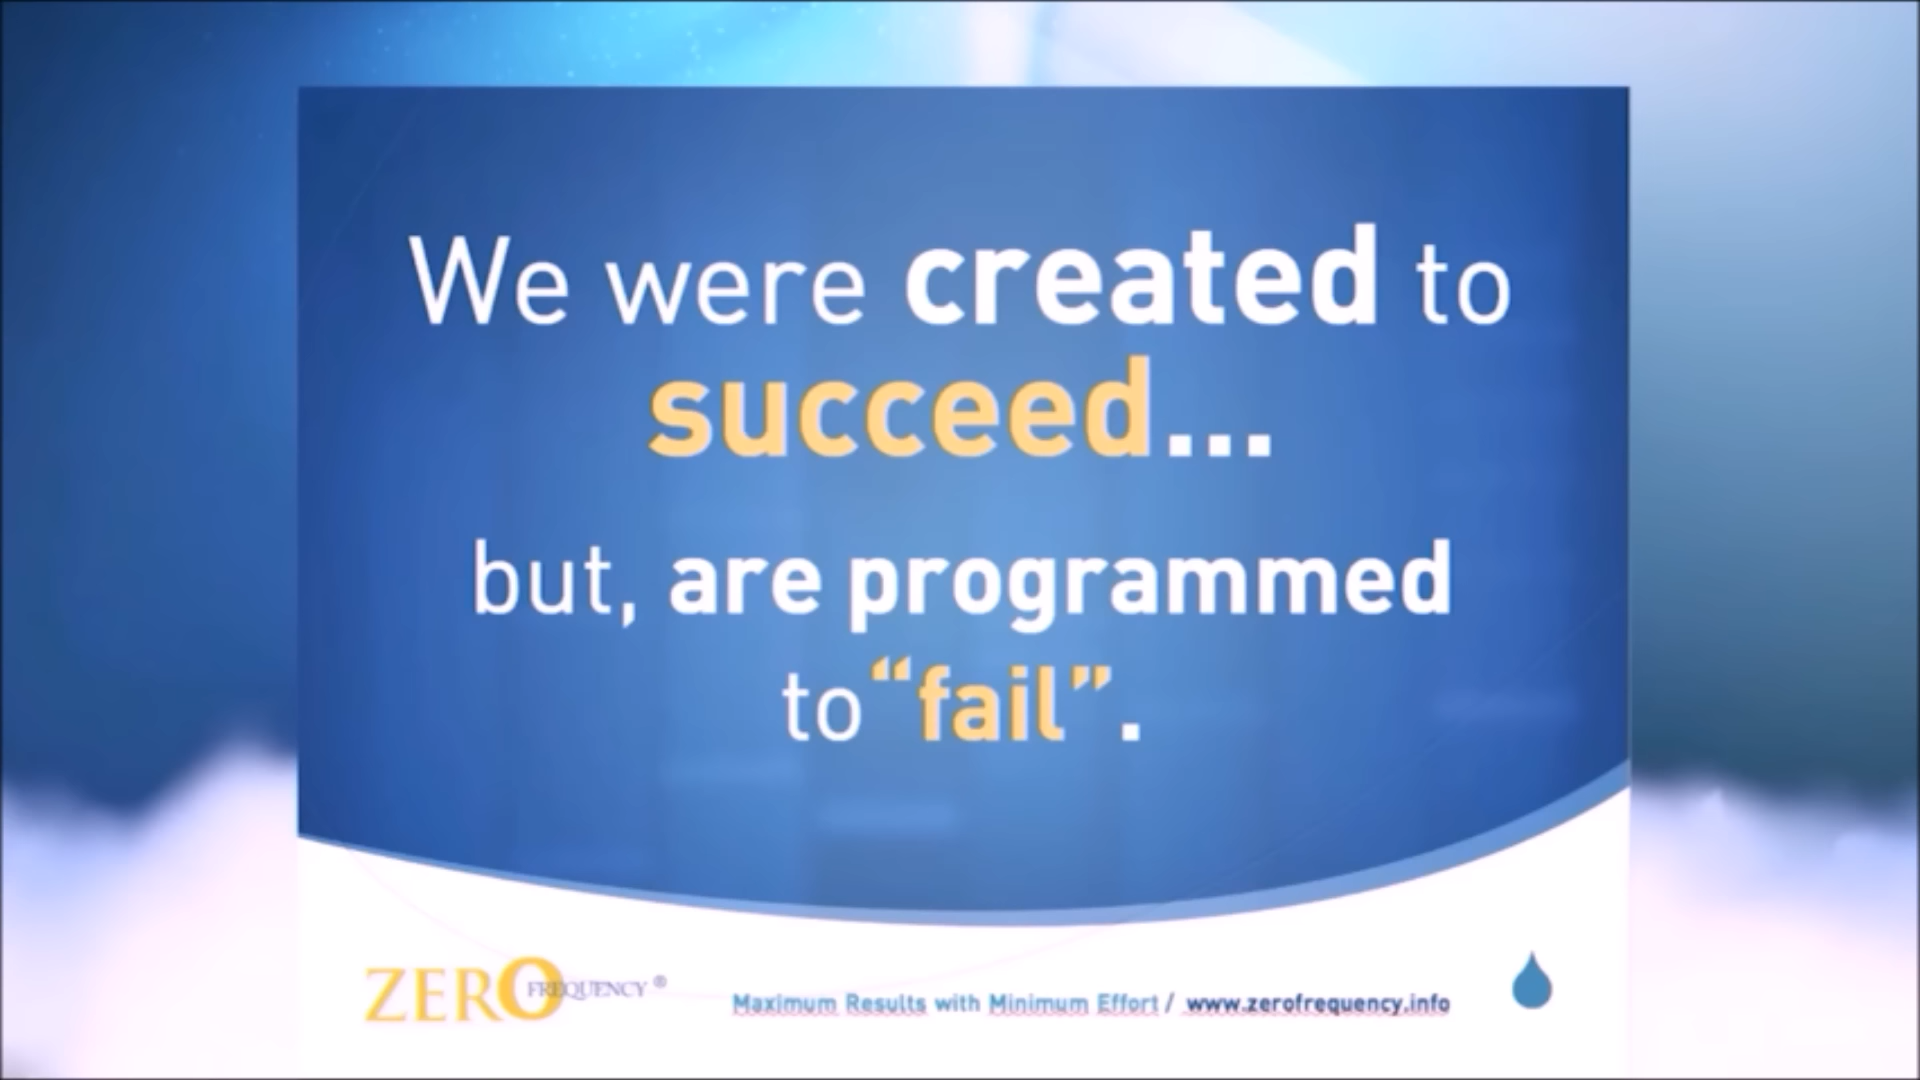 We were created to
succeed...
but, are programmed
to “fail”.
ZERO FREQUENCY ®
Maximum Results with Minimum Effort / www.zerofrequency.info